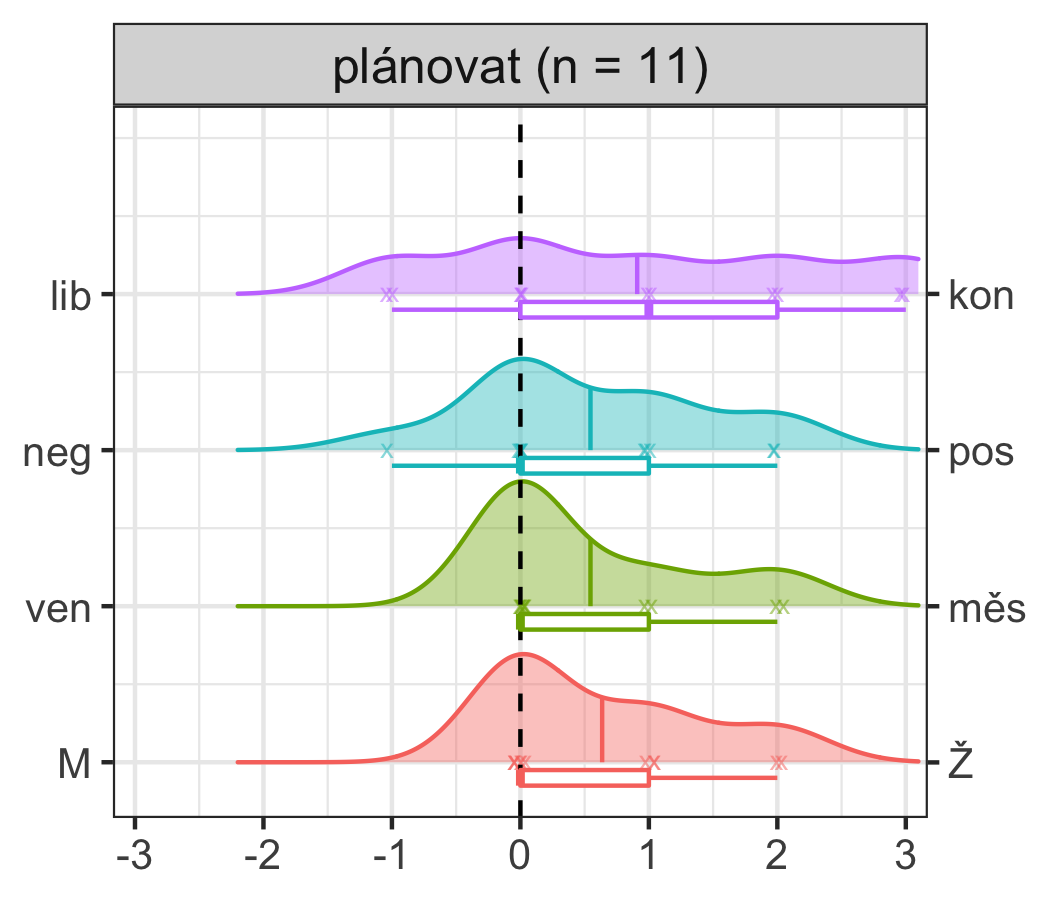 plánovat (n = 11)
lib kon
neg pos
ven měs
M Ž
-3 -2 -1 0 1 2 3